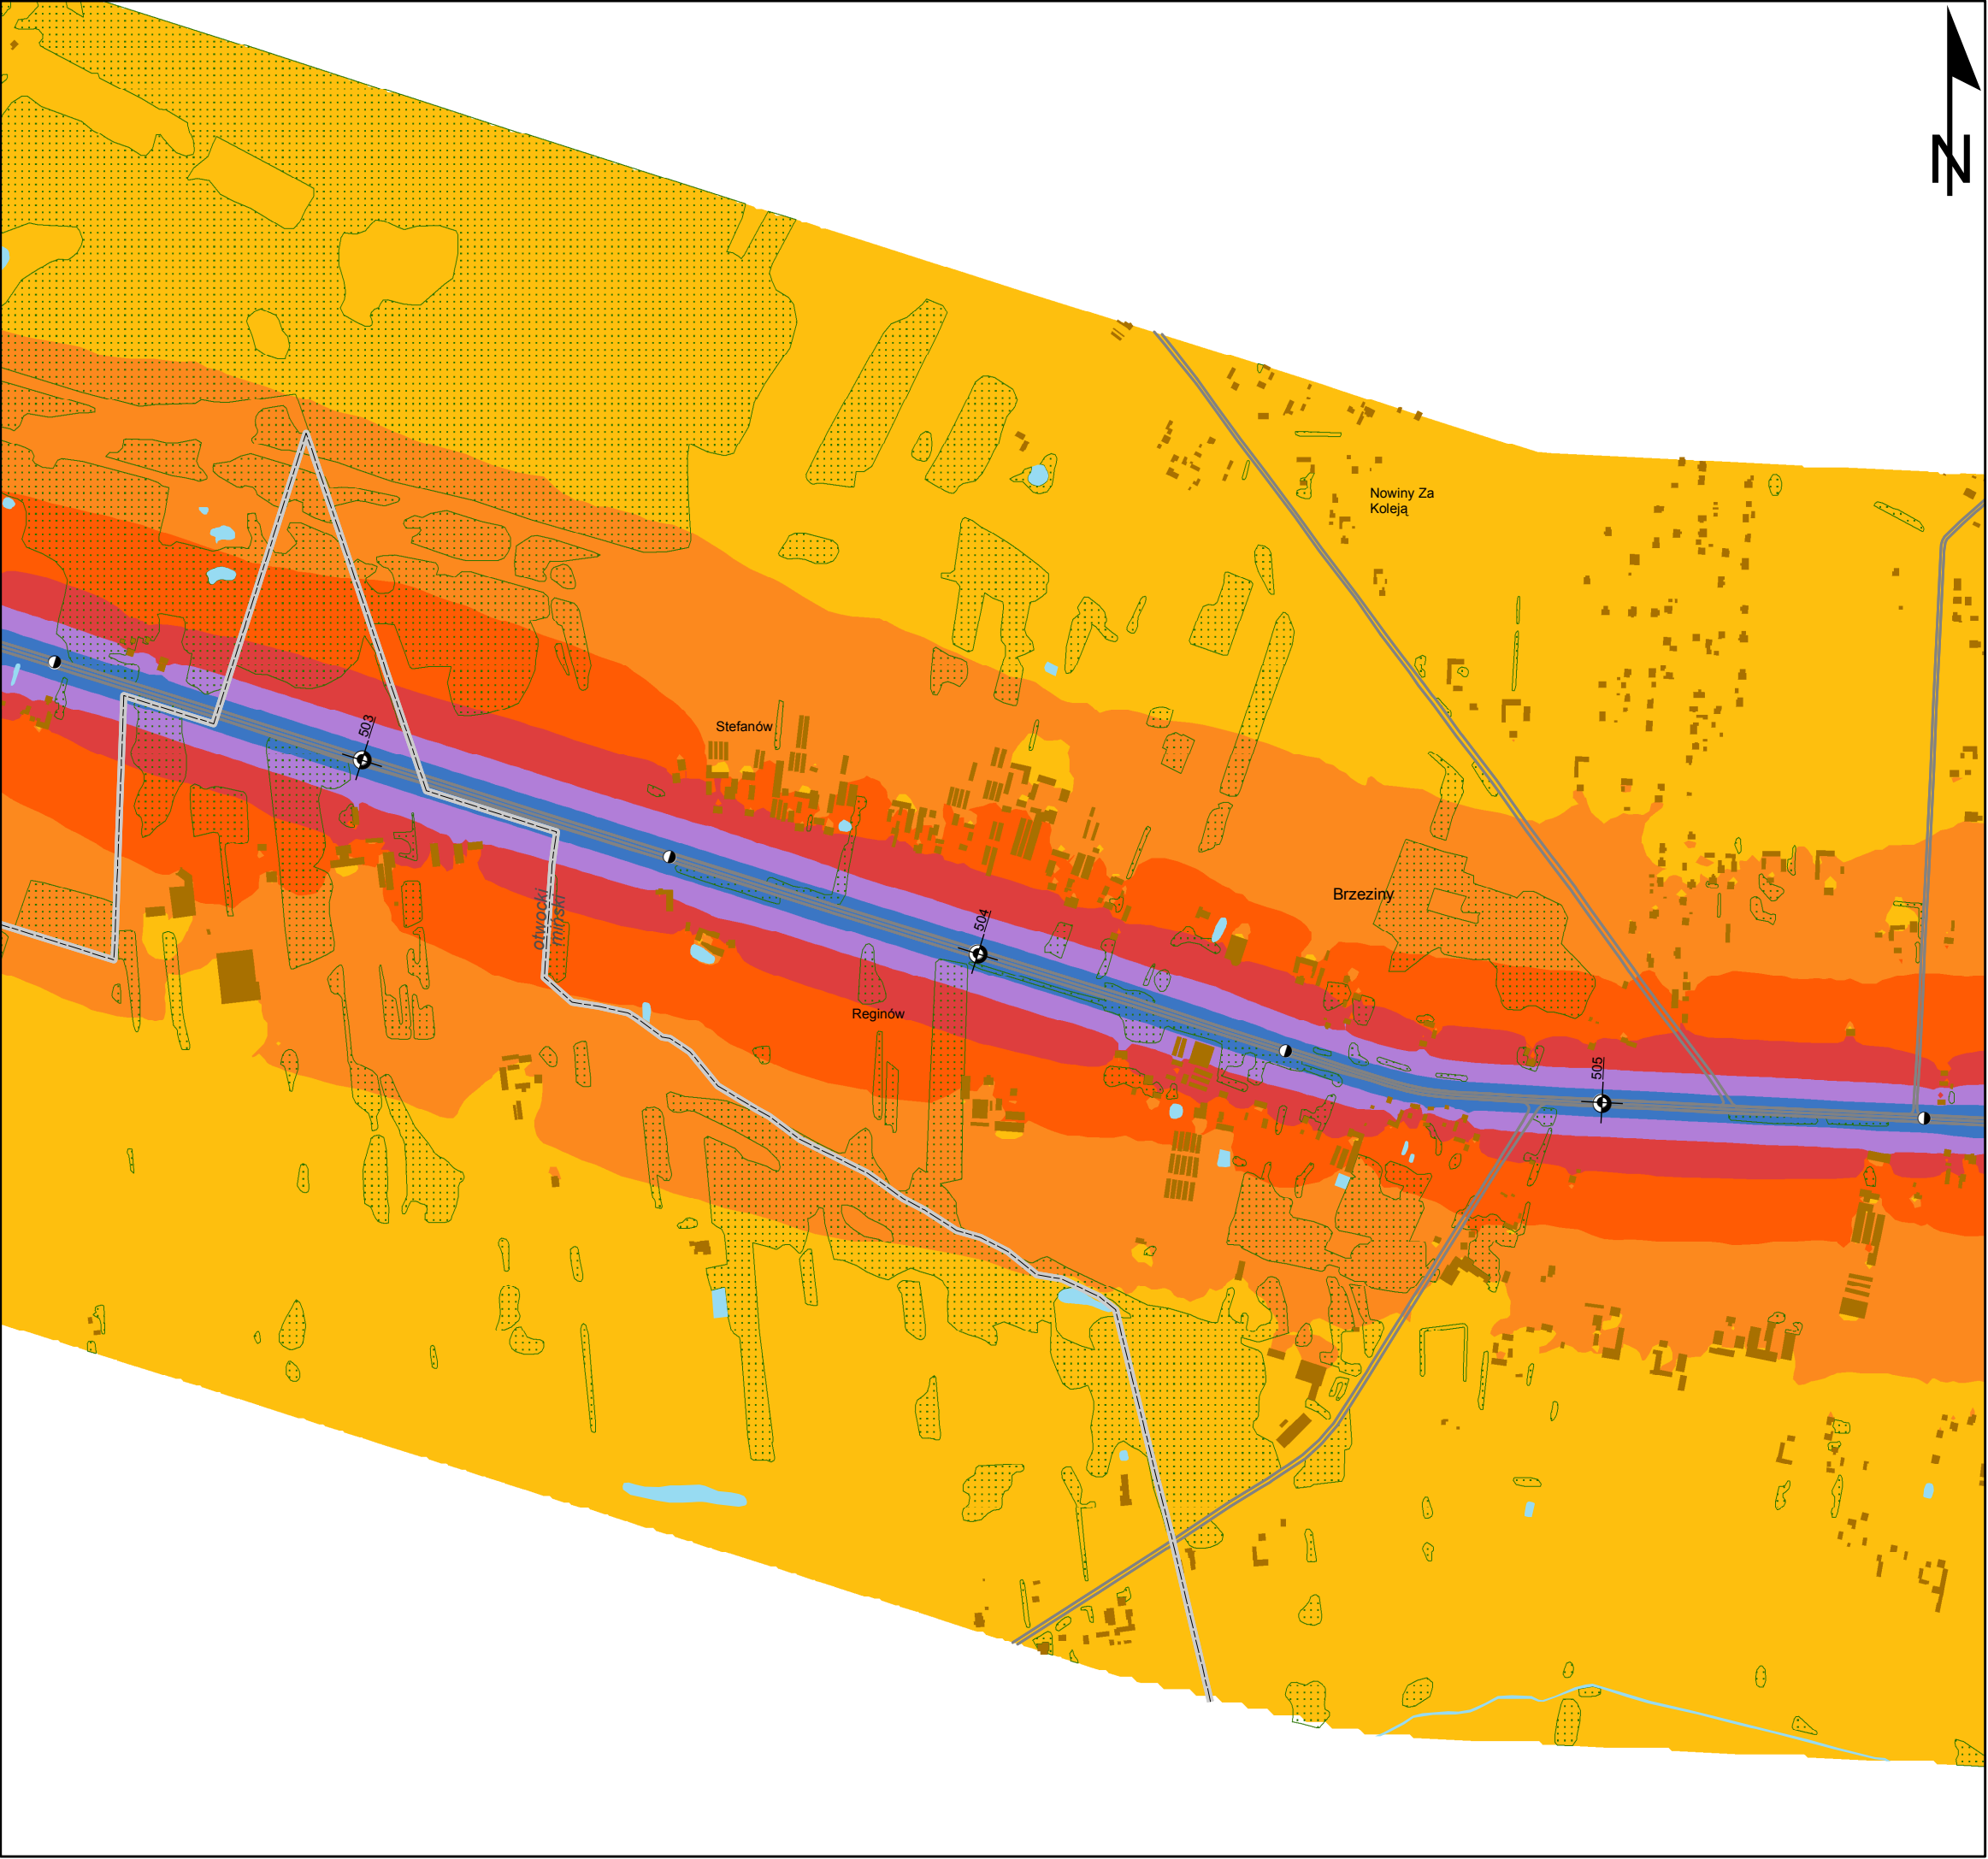 N
Nowiny Za
Koleją
503
Stefanów
otwocki
miński
504
Brzeziny
Reginów
505